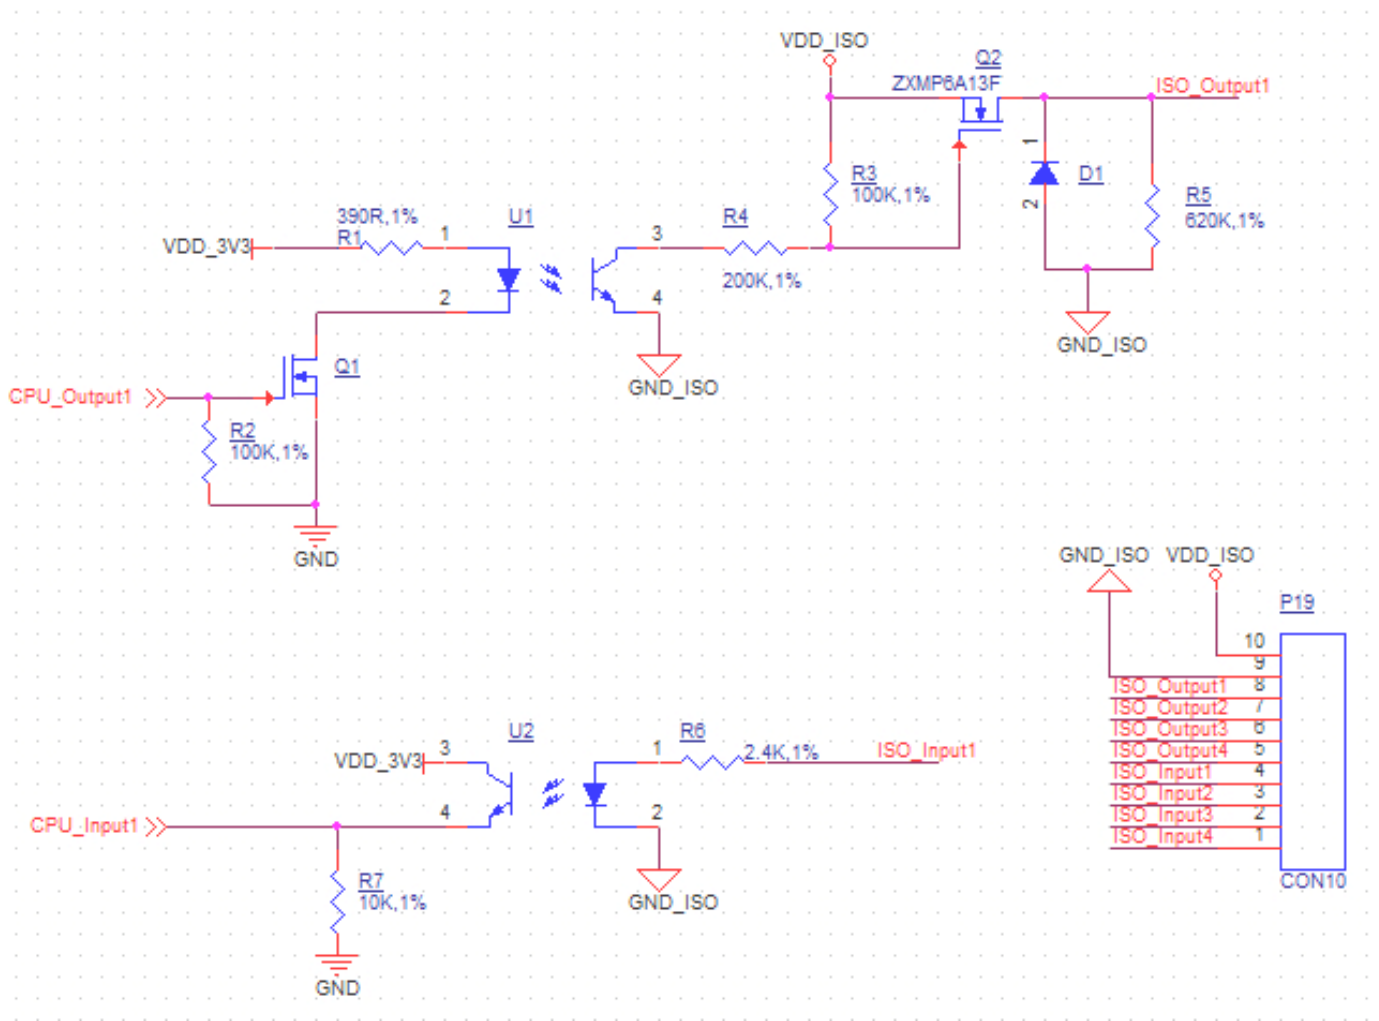 VDD_ISO
Q2
ZXMP6A13F
ISO_Output1
1
D1
2
R3
100K,1%
R5
620K,1%
GND_ISO
390R,1%
R1
VDD_3V3
1
U1
3
R4
200K,1%
2
4
GND_ISO
Q1
CPU_Output1
R2
100K,1%
GND
GND_ISO
VDD_ISO
P19
10
9
ISO_Output1 8
ISO_Output2 7
ISO_Output3 6
ISO_Output4 5
ISO_Input1 4
ISO_Input2 3
ISO_Input3 2
ISO_Input4 1
CON10
VDD_3V3
3
U2
1
R6
2.4K,1%
ISO_Input1
CPU_Input1
4
2
R7
10K,1%
GND_ISO
GND